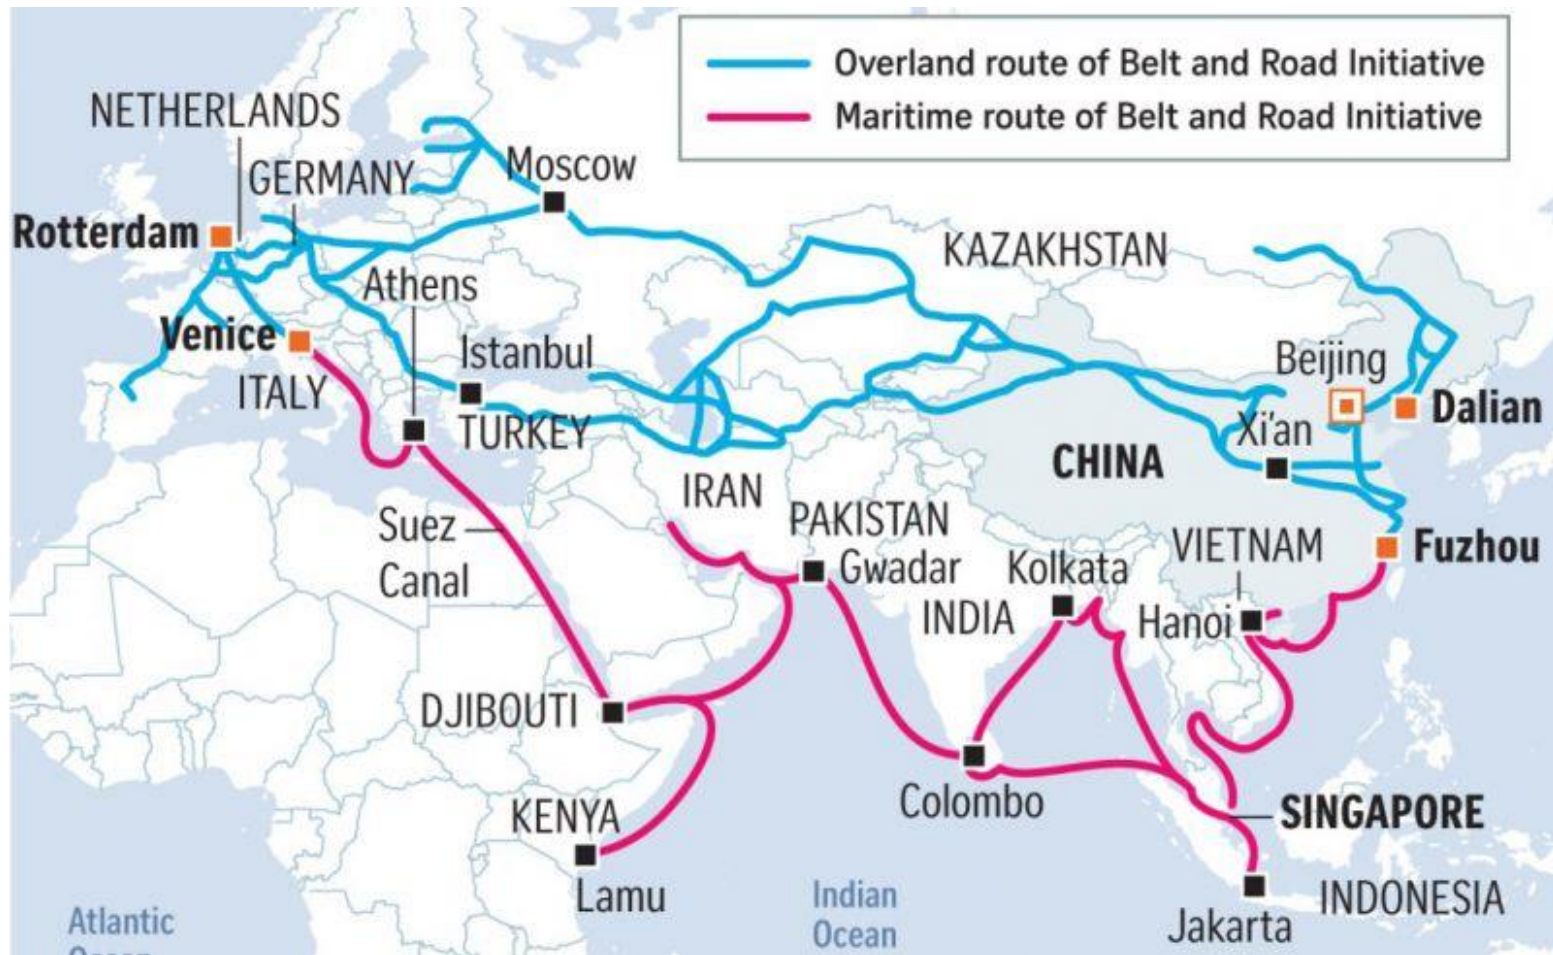 Overland route of Belt and Road Initiative
Maritime route of Belt and Road Initiative
NETHERLANDS
GERMANY
Moscow
Rotterdam
KAZAKHSTAN
Athens
Venice
Istanbul
Beijing
ITALY
TURKEY
Xi'an
Dalian
CHINA
IRAN
Suez
Canal
PAKISTAN
Gwadar
Kolkata
VIETNAM
Fuzhou
INDIA
Hanoi
DJIBOUTI
Colombo
KENYA
SINGAPORE
Lamu
Indian
Ocean
INDONESIA
Jakarta
Atlantic
Ocean